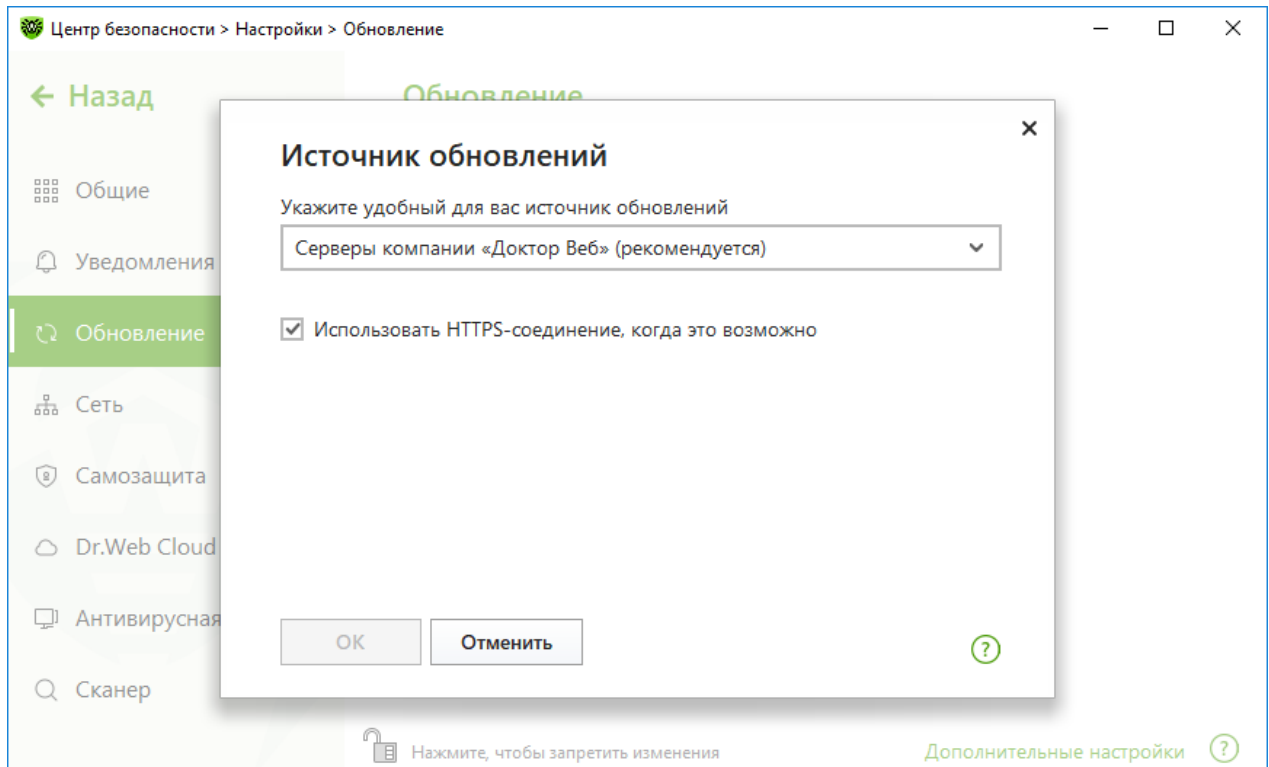 Центр безопасности > Настройки > Обновление
Назад
Обновление
Общие
Уведомления
Обновление
Сеть
Самозащита
Dr.Web Cloud
Антивирусная
Сканер
Источник обновлений
Укажите удобный для вас источник обновлений
Серверы компании «Доктор Веб» (рекомендуется)
Использовать HTTPS-соединение, когда это возможно
ОК
Отменить
?
Нажмите, чтобы запретить изменения
Дополнительные настройки
?